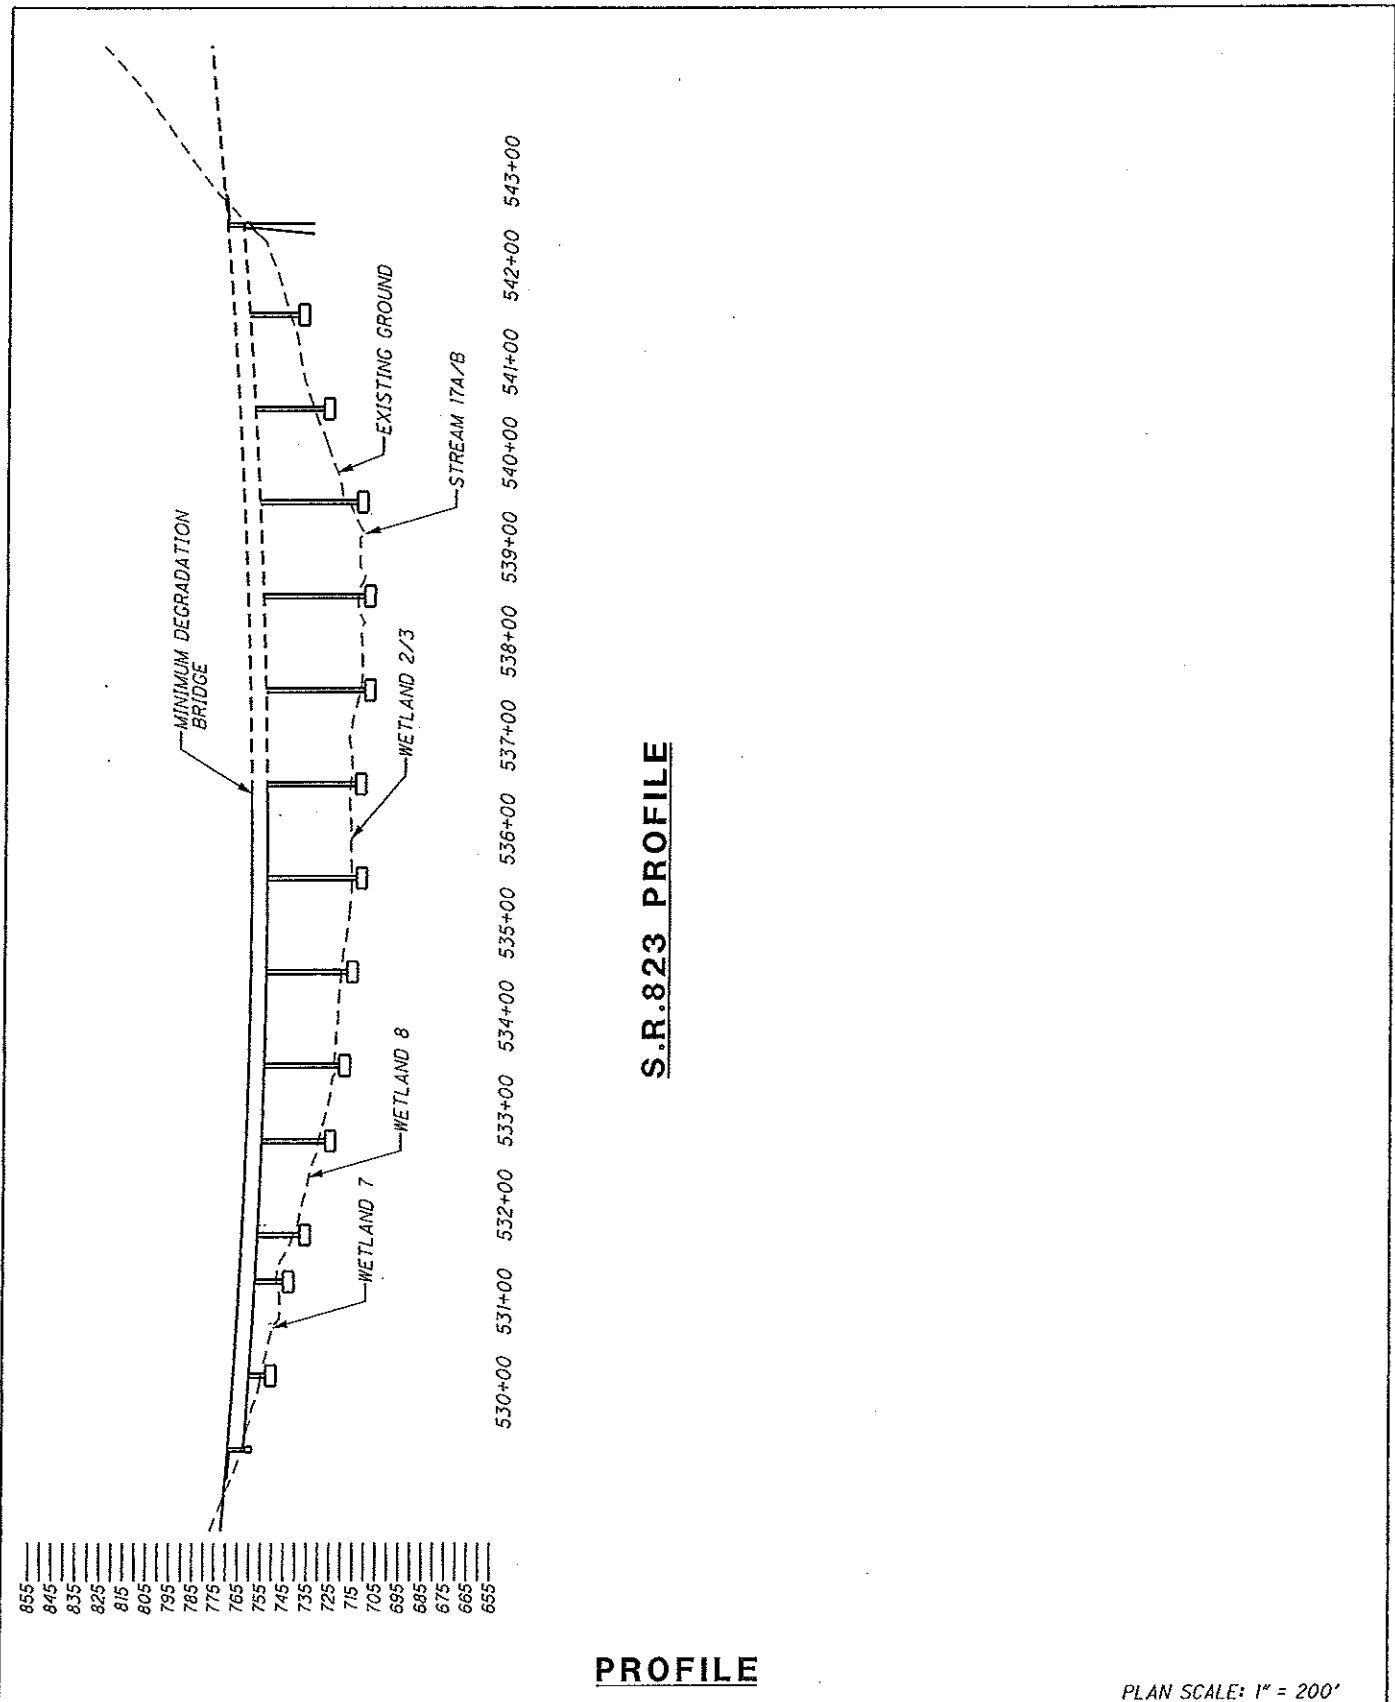 MINIMUM DEGRADATION
BRIDGE
EXISTING GROUND
STREAM 17A/B
WETLAND 2/3
WETLAND 8
WETLAND 7
530+00 531+00 532+00 533+00 534+00 535+00 536+00 537+00 538+00 539+00 540+00 541+00 542+00 543+00
855
845
835
825
815
805
795
785
775
765
755
745
735
725
715
705
695
685
675
665
655
S.R.823 PROFILE
PROFILE
PLAN SCALE: 1" = 200'